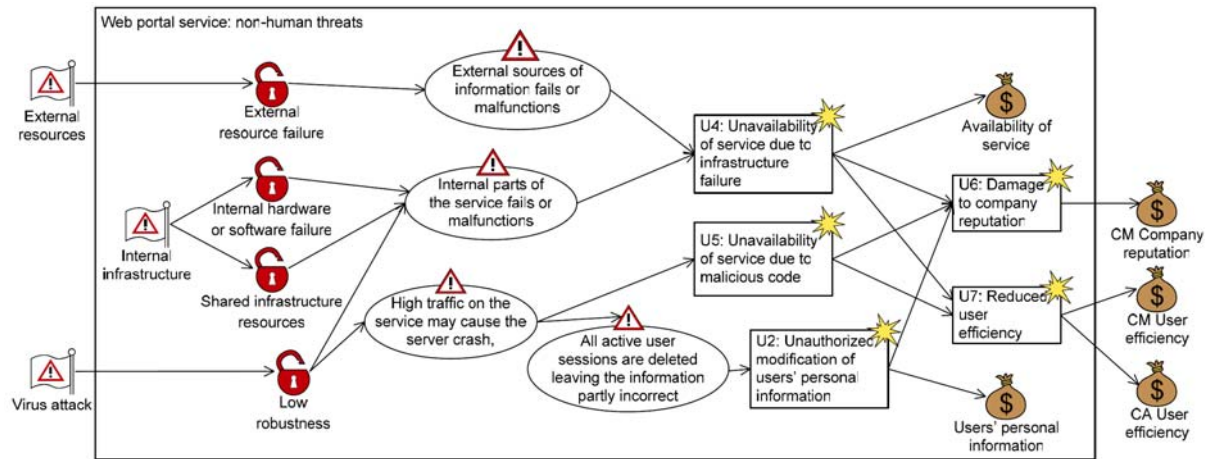 Web portal service: non-human threats
External
resources
External
resource failure
External sources of
information fails or
malfunctions
U4: Unavailability
of service due to
infrastructure
failure
$
Availability of
service
Internal
infrastructure
Internal hardware
or software failure
Shared infrastructure
resources
Internal parts of
the service fails or
malfunctions
U6: Damage
to company
reputation
$
CM Company
reputation
U5: Unavailability
of service due to
malicious code
High traffic on the
service may cause the
server crash,
U7: Reduced
user
efficiency
$
CM User
efficiency
Virus attack
Low
robustness
All active user
sessions are deleted
leaving the information
partly incorrect
U2: Unauthorized
modification of
users' personal
information
$
Users' personal
information
$
CA User
efficiency